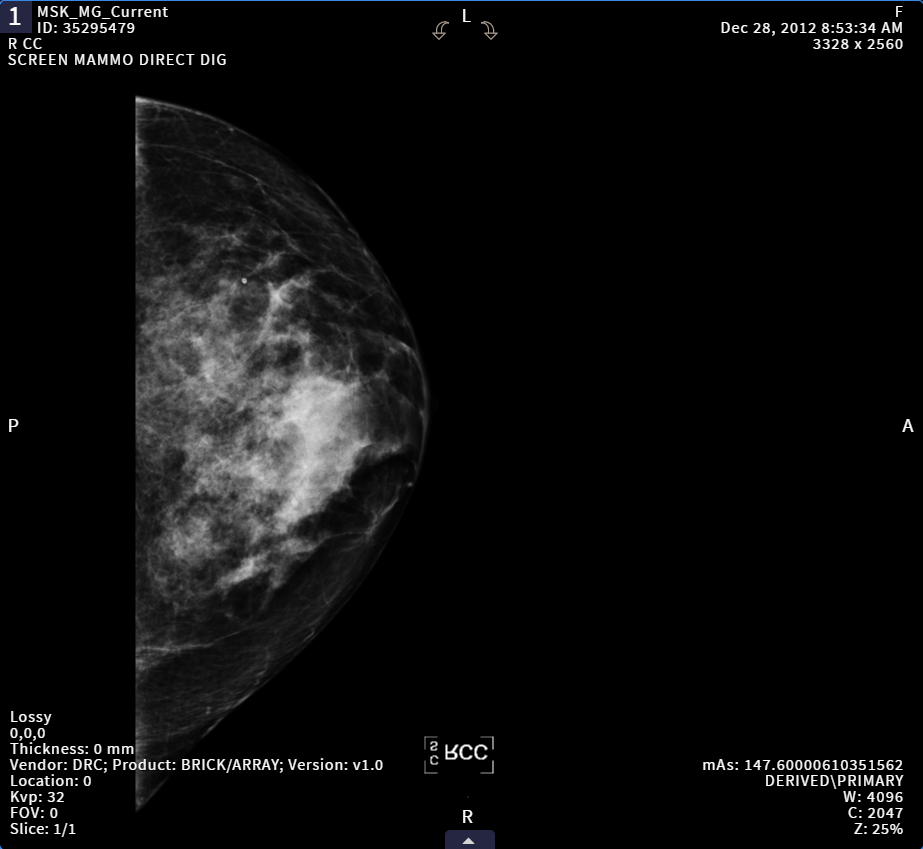 1
MSK_MG_Current
ID: 35295479
R CC
SCREEN MAMMO DIRECT DIG
L
F
Dec 28, 2012 8:53:34 AM
3328 x 2560
P
A
Lossy
0,0,0
Thickness: 0 mm
Vendor: DRC; Product: BRICK/ARRAY; Version: v1.0
Location: 0
Kvp: 32
FOV: 0
Slice: 1/1
RCC
SC
R
mAs: 147.60000610351562
DERIVED\PRIMARY
W: 4096
C: 2047
Z: 25%